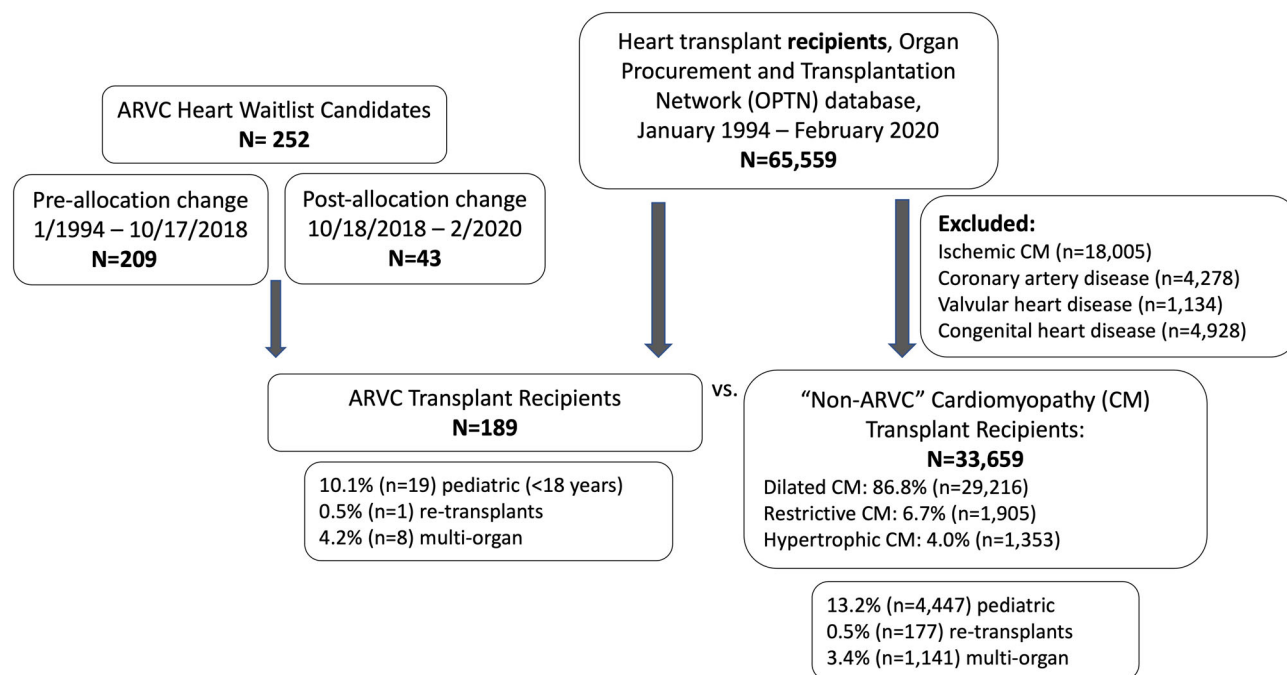 ARVC Heart Waitlist Candidates
N= 252
Pre-allocation change
1/1994 – 10/17/2018
N=209
Post-allocation change
10/18/2018 – 2/2020
N=43
Heart transplant recipients, Organ
Procurement and Transplantation
Network (OPTN) database,
January 1994 – February 2020
N=65,559
Excluded:
Ischemic CM (n=18,005)
Coronary artery disease (n=4,278)
Valvular heart disease (n=1,134)
Congenital heart disease (n=4,928)
ARVC Transplant Recipients
N=189
10.1% (n=19) pediatric (<18 years)
0.5% (n=1) re-transplants
4.2% (n=8) multi-organ
vs.
“Non-ARVC” Cardiomyopathy (CM)
Transplant Recipients:
N=33,659
Dilated CM: 86.8% (n=29,216)
Restrictive CM: 6.7% (n=1,905)
Hypertrophic CM: 4.0% (n=1,353)
13.2% (n=4,447) pediatric
0.5% (n=177) re-transplants
3.4% (n=1,141) multi-organ